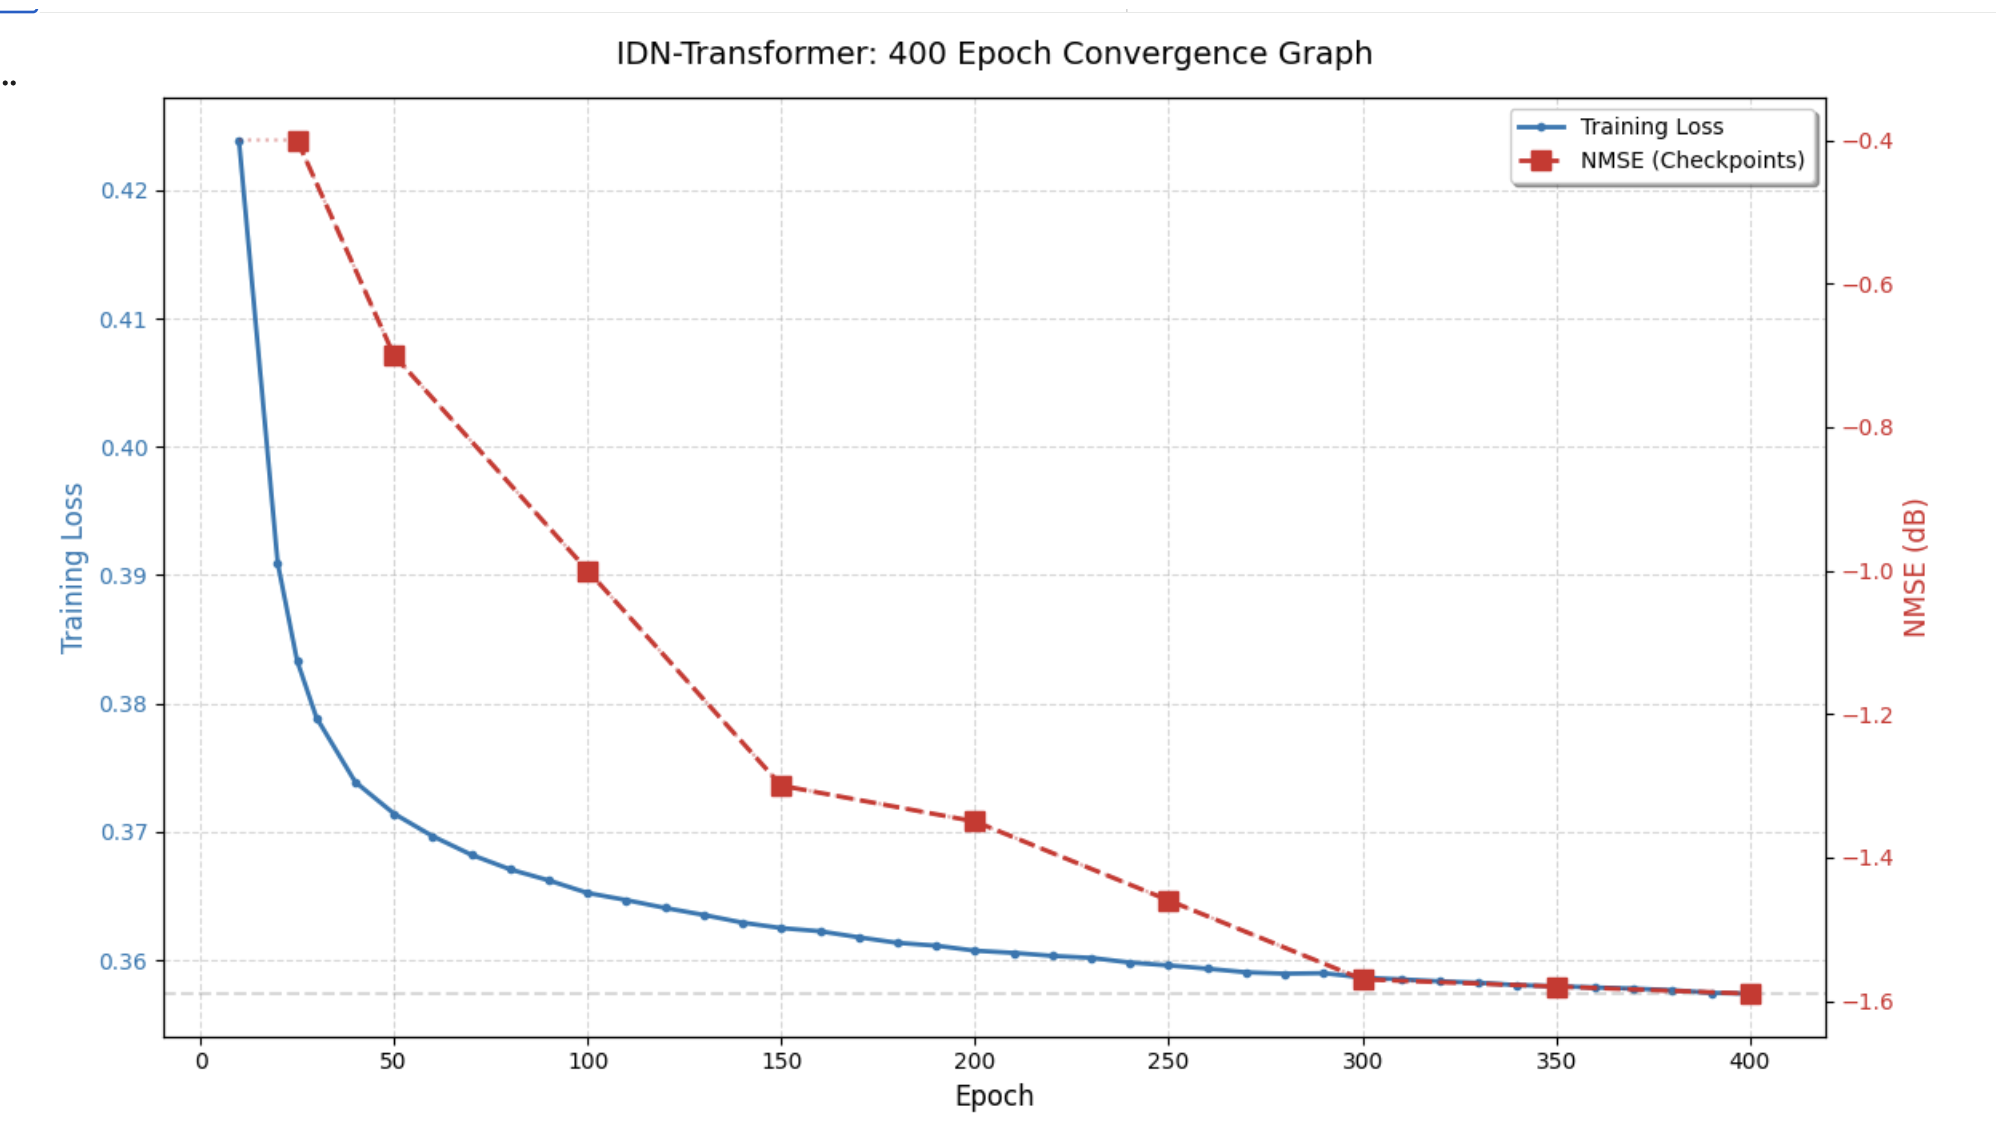 ..
IDN-Transformer: 400 Epoch Convergence Graph
Training Loss
NMSE (Checkpoints)
0.42
0.41
0.40
0.39
0.38
0.37
0.36
Training Loss
−0.4
−0.6
−0.8
−1.0
−1.2
−1.4
−1.6
NMSE (dB)
0 50 100 150 200 250 300 350 400
Epoch